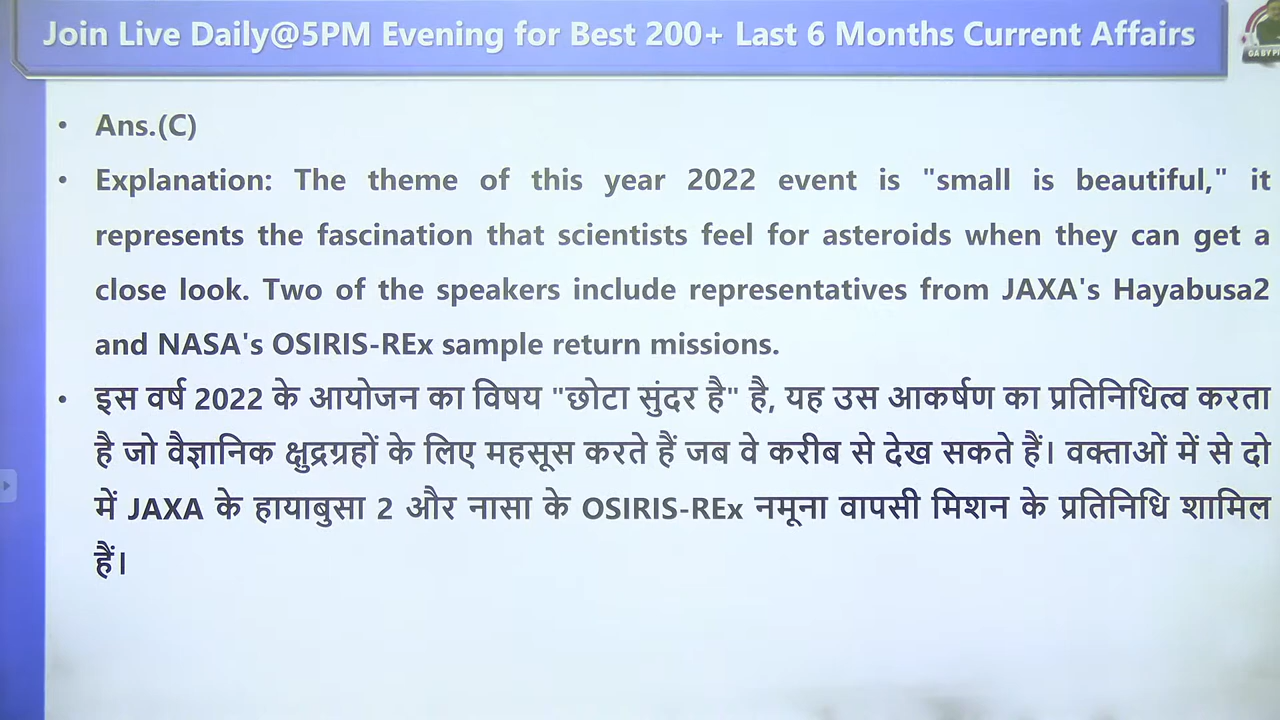 Join Live Daily@5PM Evening for Best 200+ Last 6 Months Current Affairs
• Ans.(C)
• Explanation: The theme of this year 2022 event is "small is beautiful," it
represents the fascination that scientists feel for asteroids when they can get a
close look. Two of the speakers include representatives from JAXA's Hayabusa2
and NASA's OSIRIS-REx sample return missions.
• इस वर्ष 2022 के आयोजन का विषय "छोटा सुंदर है" है, यह उस आकर्षण का प्रतिनिधित्व करता
है जो वैज्ञानिक क्षुद्रग्रहों के लिए महसूस करते हैं जब वे करीब से देख सकते हैं। वक्ताओं में से दो
में JAXA के हायाबुसा 2 और नासा के OSIRIS-REx नमूना वापसी मिशन के प्रतिनिधि शामिल
हैं।